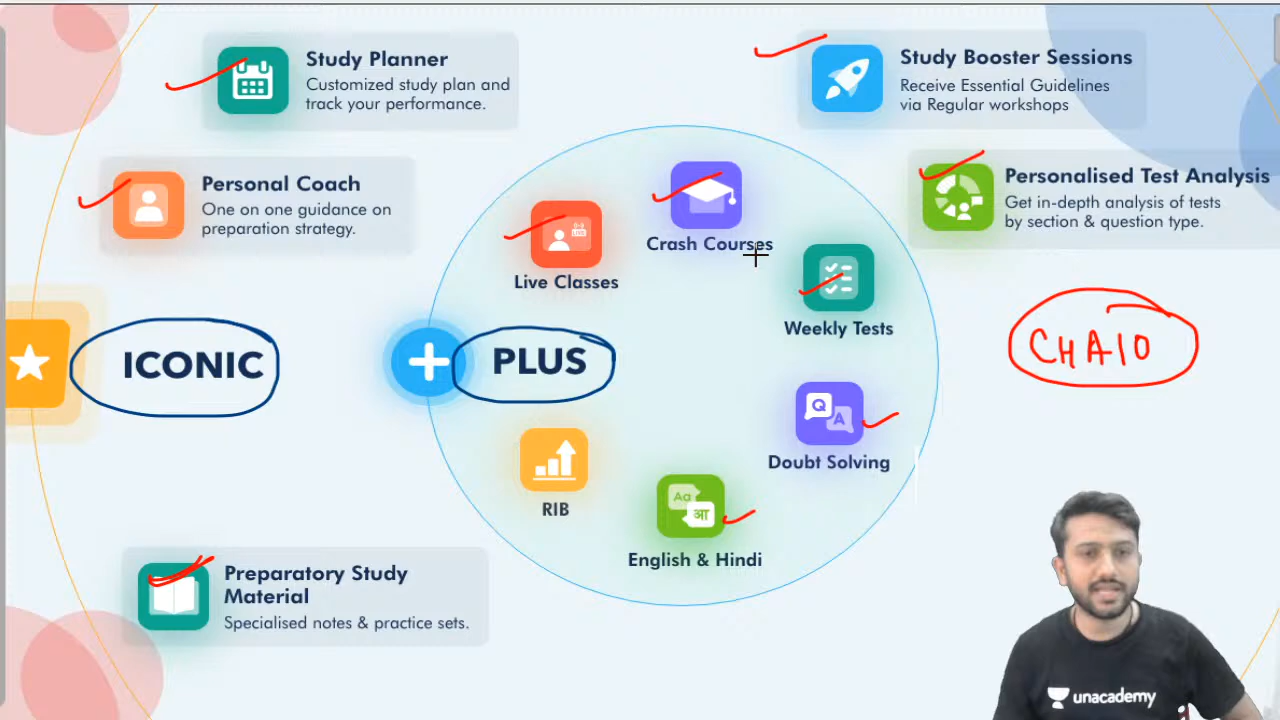 Study Planner
Customized study plan and
track your performance.
Study Booster Sessions
Receive Essential Guidelines
via Regular workshops
Personal Coach
One on one guidance on
preparation strategy.
Personalised Test Analysis
Get in-depth analysis of tests
by section & question type.
Live Classes
LIVE
Crash Courses
Weekly Tests
ICONIC
PLUS
CHA10
Q
A
Doubt Solving
RIB
Aa
आ
English & Hindi
Preparatory Study
Material
Specialised notes & practice sets.
unacademy